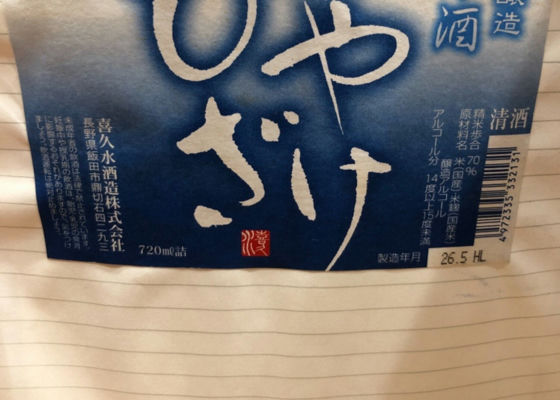 醸造
酒
ひや
ざけ
清酒
精米歩合 70%
原材料名 米(国産)・米麹(国産米)
醸造アルコール
アルコール分 14度以上15度未満
4972335332131
製造年月
26.5 HL
720ml詰
喜久水酒造株式会社
長野県飯田市鼎切石四二九三